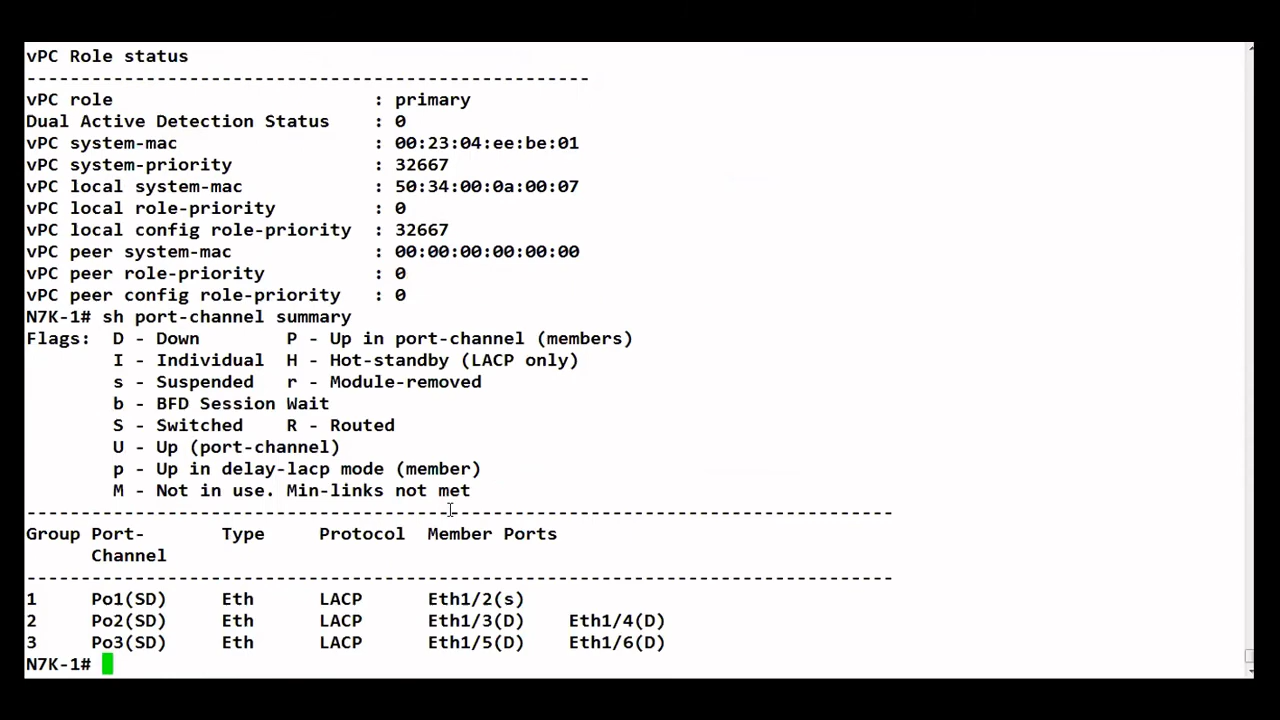 vPC Role status
----------------------------------------------------
vPC role                        : primary
Dual Active Detection Status    : 0
vPC system-mac                  : 00:23:04:ee:be:01
vPC system-priority             : 32667
vPC local system-mac            : 50:34:00:0a:00:07
vPC local role-priority         : 0
vPC local config role-priority  : 32667
vPC peer system-mac             : 00:00:00:00:00:00
vPC peer role-priority          : 0
vPC peer config role-priority   : 0
N7K-1# sh port-channel summary
Flags:  D - Down        P - Up in port-channel (members)
        I - Individual  H - Hot-standby (LACP only)
        s - Suspended   r - Module-removed
        b - BFD Session Wait
        S - Switched    R - Routed
        U - Up (port-channel)
        p - Up in delay-lacp mode (member)
        M - Not in use. Min-links not met
--------------------------------------------------------------------------------
Group Port-       Type     Protocol  Member Ports
      Channel
--------------------------------------------------------------------------------
1     Po1(SD)     Eth      LACP      Eth1/2(s)
2     Po2(SD)     Eth      LACP      Eth1/3(D)    Eth1/4(D)
3     Po3(SD)     Eth      LACP      Eth1/5(D)    Eth1/6(D)
N7K-1#